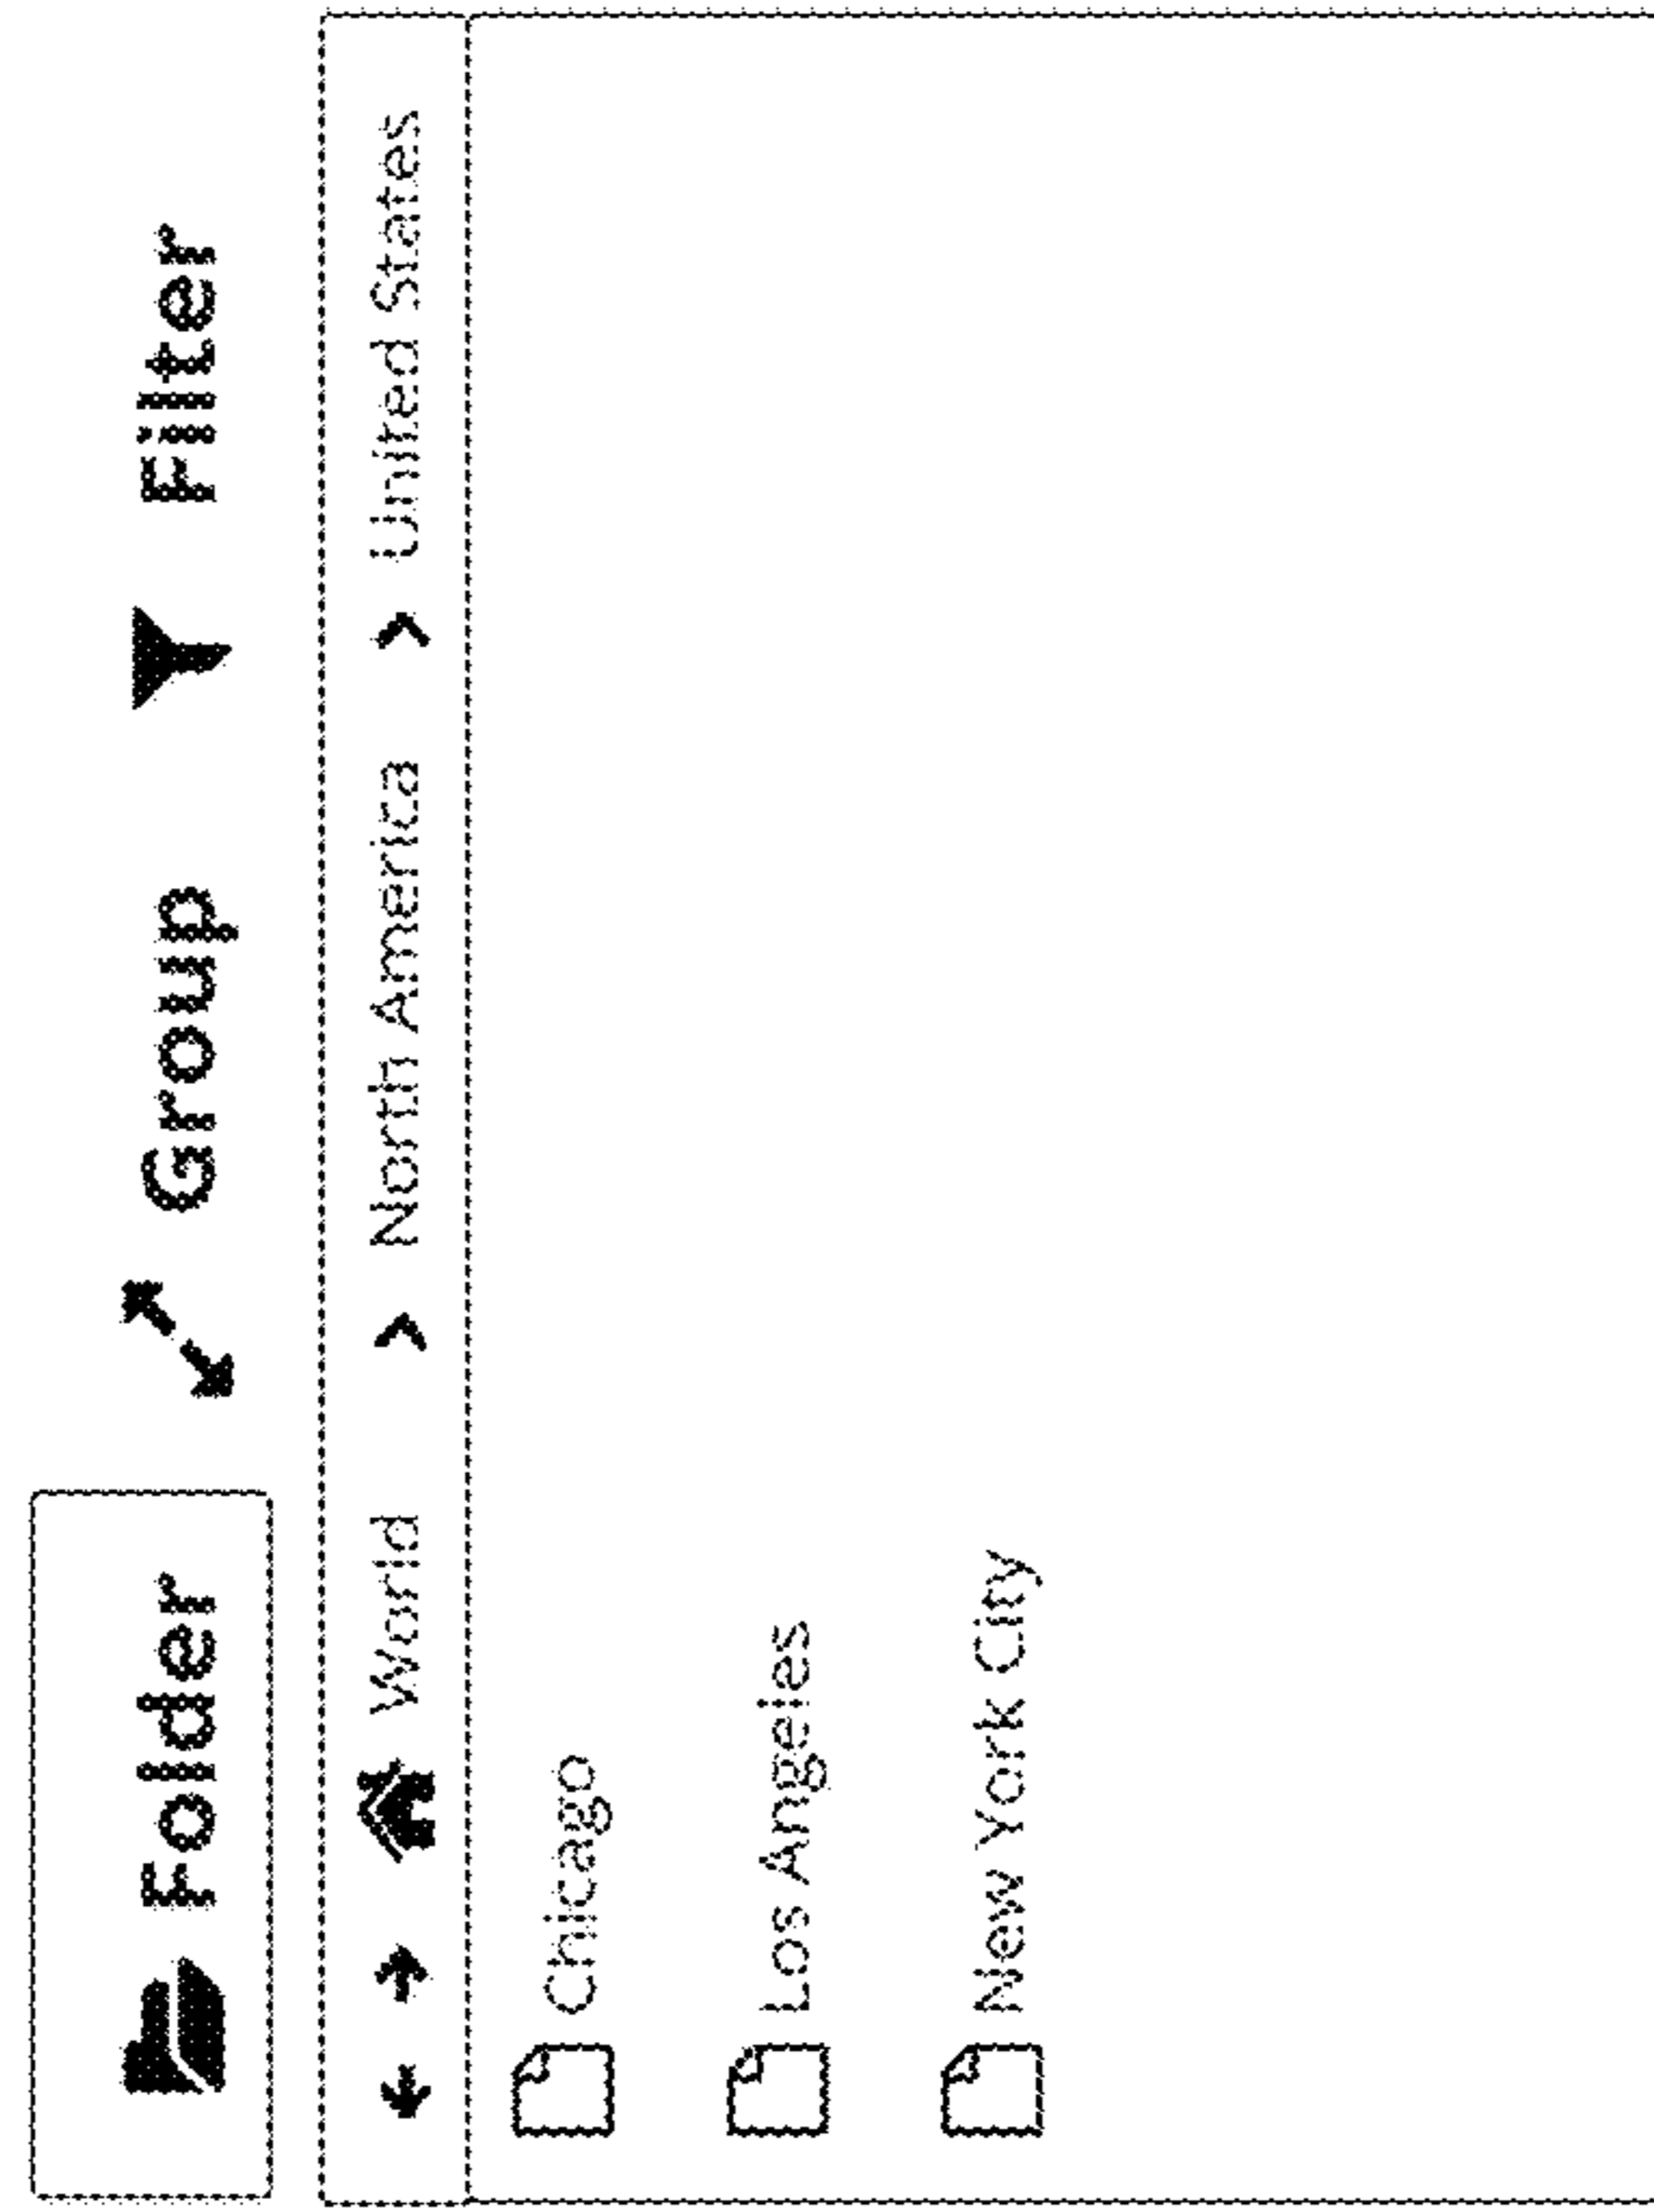 Folder Group Filter
World > North America > United States
Chicago
Los Angeles
New York City